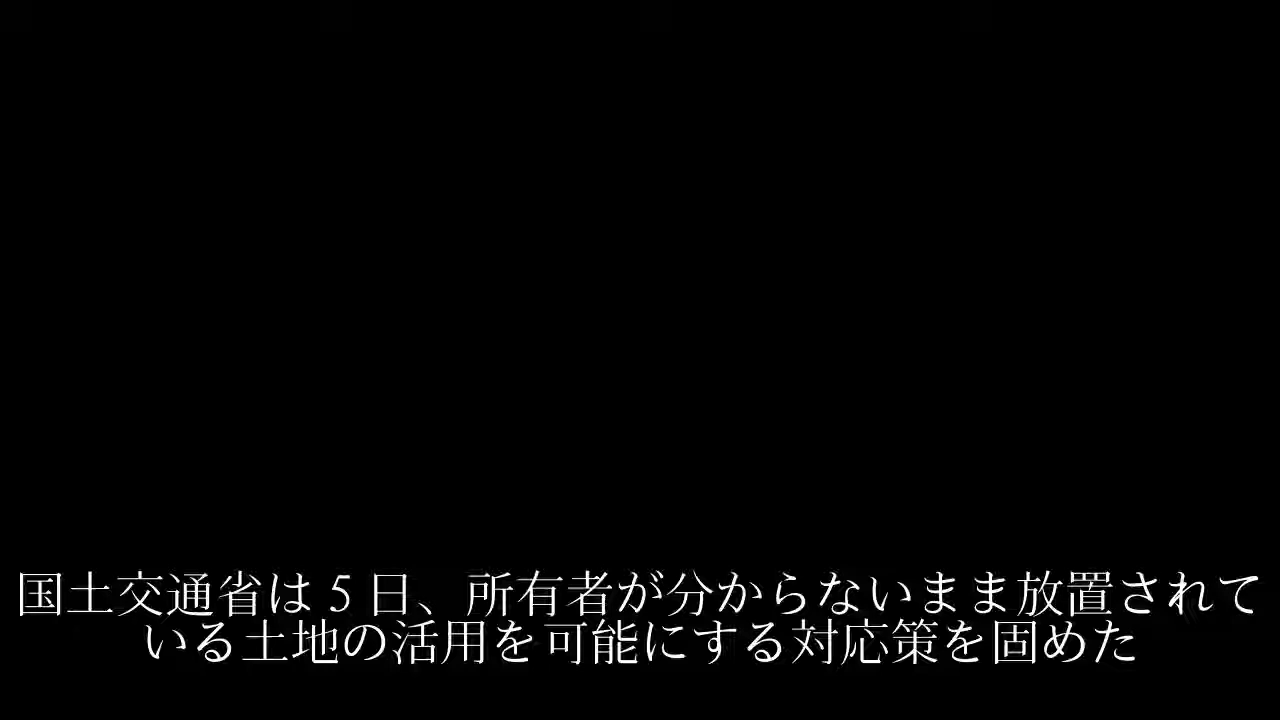 国土交通省は５日、所有者が分からないまま放置されて
いる土地の活用を可能にする対応策を固めた